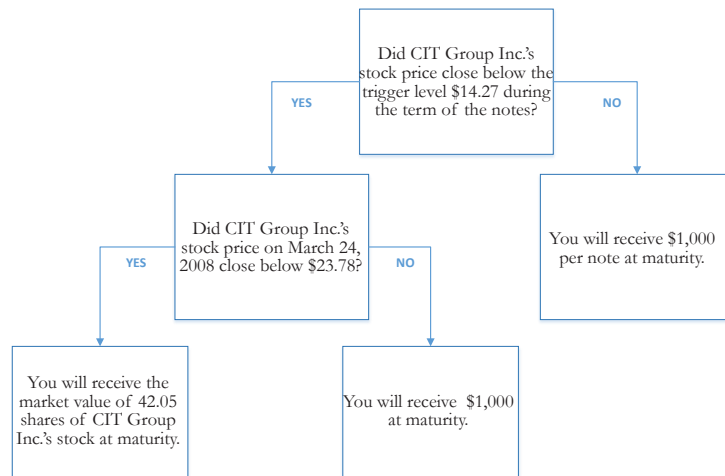 Did CIT Group Inc.'s
stock price close below the
trigger level $14.27 during
the term of the notes?
YES
NO
Did CIT Group Inc.'s
stock price on March 24,
2008 close below $23.78?
You will receive $1,000
per note at maturity.
YES
NO
You will receive the
market value of 42.05
shares of CIT Group
Inc.'s stock at maturity.
You will receive $1,000
at maturity.